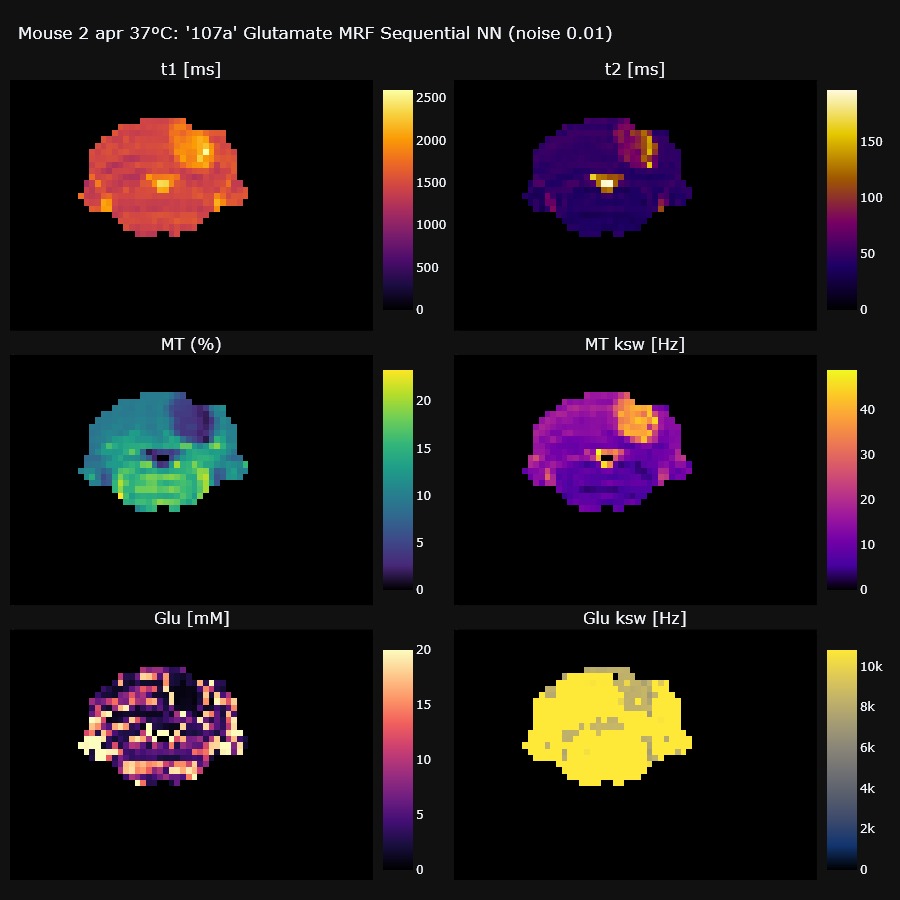 Mouse 2 apr 37ºC: '107a' Glutamate MRF Sequential NN (noise 0.01)
t1 [ms]
2500
2000
1500
1000
500
0
t2 [ms]
150
100
50
0
MT (%)
20
15
10
5
0
MT ksw [Hz]
40
30
20
10
0
Glu [mM]
20
15
10
5
0
Glu ksw [Hz]
10k
8k
6k
4k
2k
0